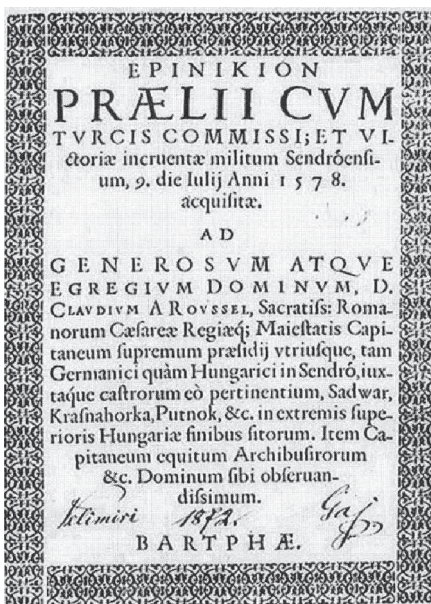 EPINIKION
PRÆLII CVM
TVRCIS COMMISSI; ET VI-
ctoriæ incruentæ militum Sendróensi-
um, 9. die Iulij Anni 1578.
acquisitæ.
AD
GENEROSVM ATQVE
EGREGIVM DOMINVM, D.
CLAVDIVM A ROVSSEL, Sacratiss: Roma-
norum Cæsareæ Regiæq; Maiestatis Capi-
taneum supremum præsidij vtriusque, tam
Germanici quàm Hungarici in Sendró, iux-
taque castrorum eò pertinentium, Sadwar,
Krasnahorka, Putnok, &c. in extremis supe-
rioris Hungariæ finibus sitorum. Item Ca-
pitaneum equitum Archibusirorum
&c. Dominum sibi obseruan-
dissimum.
1872.
BARTPHÆ.